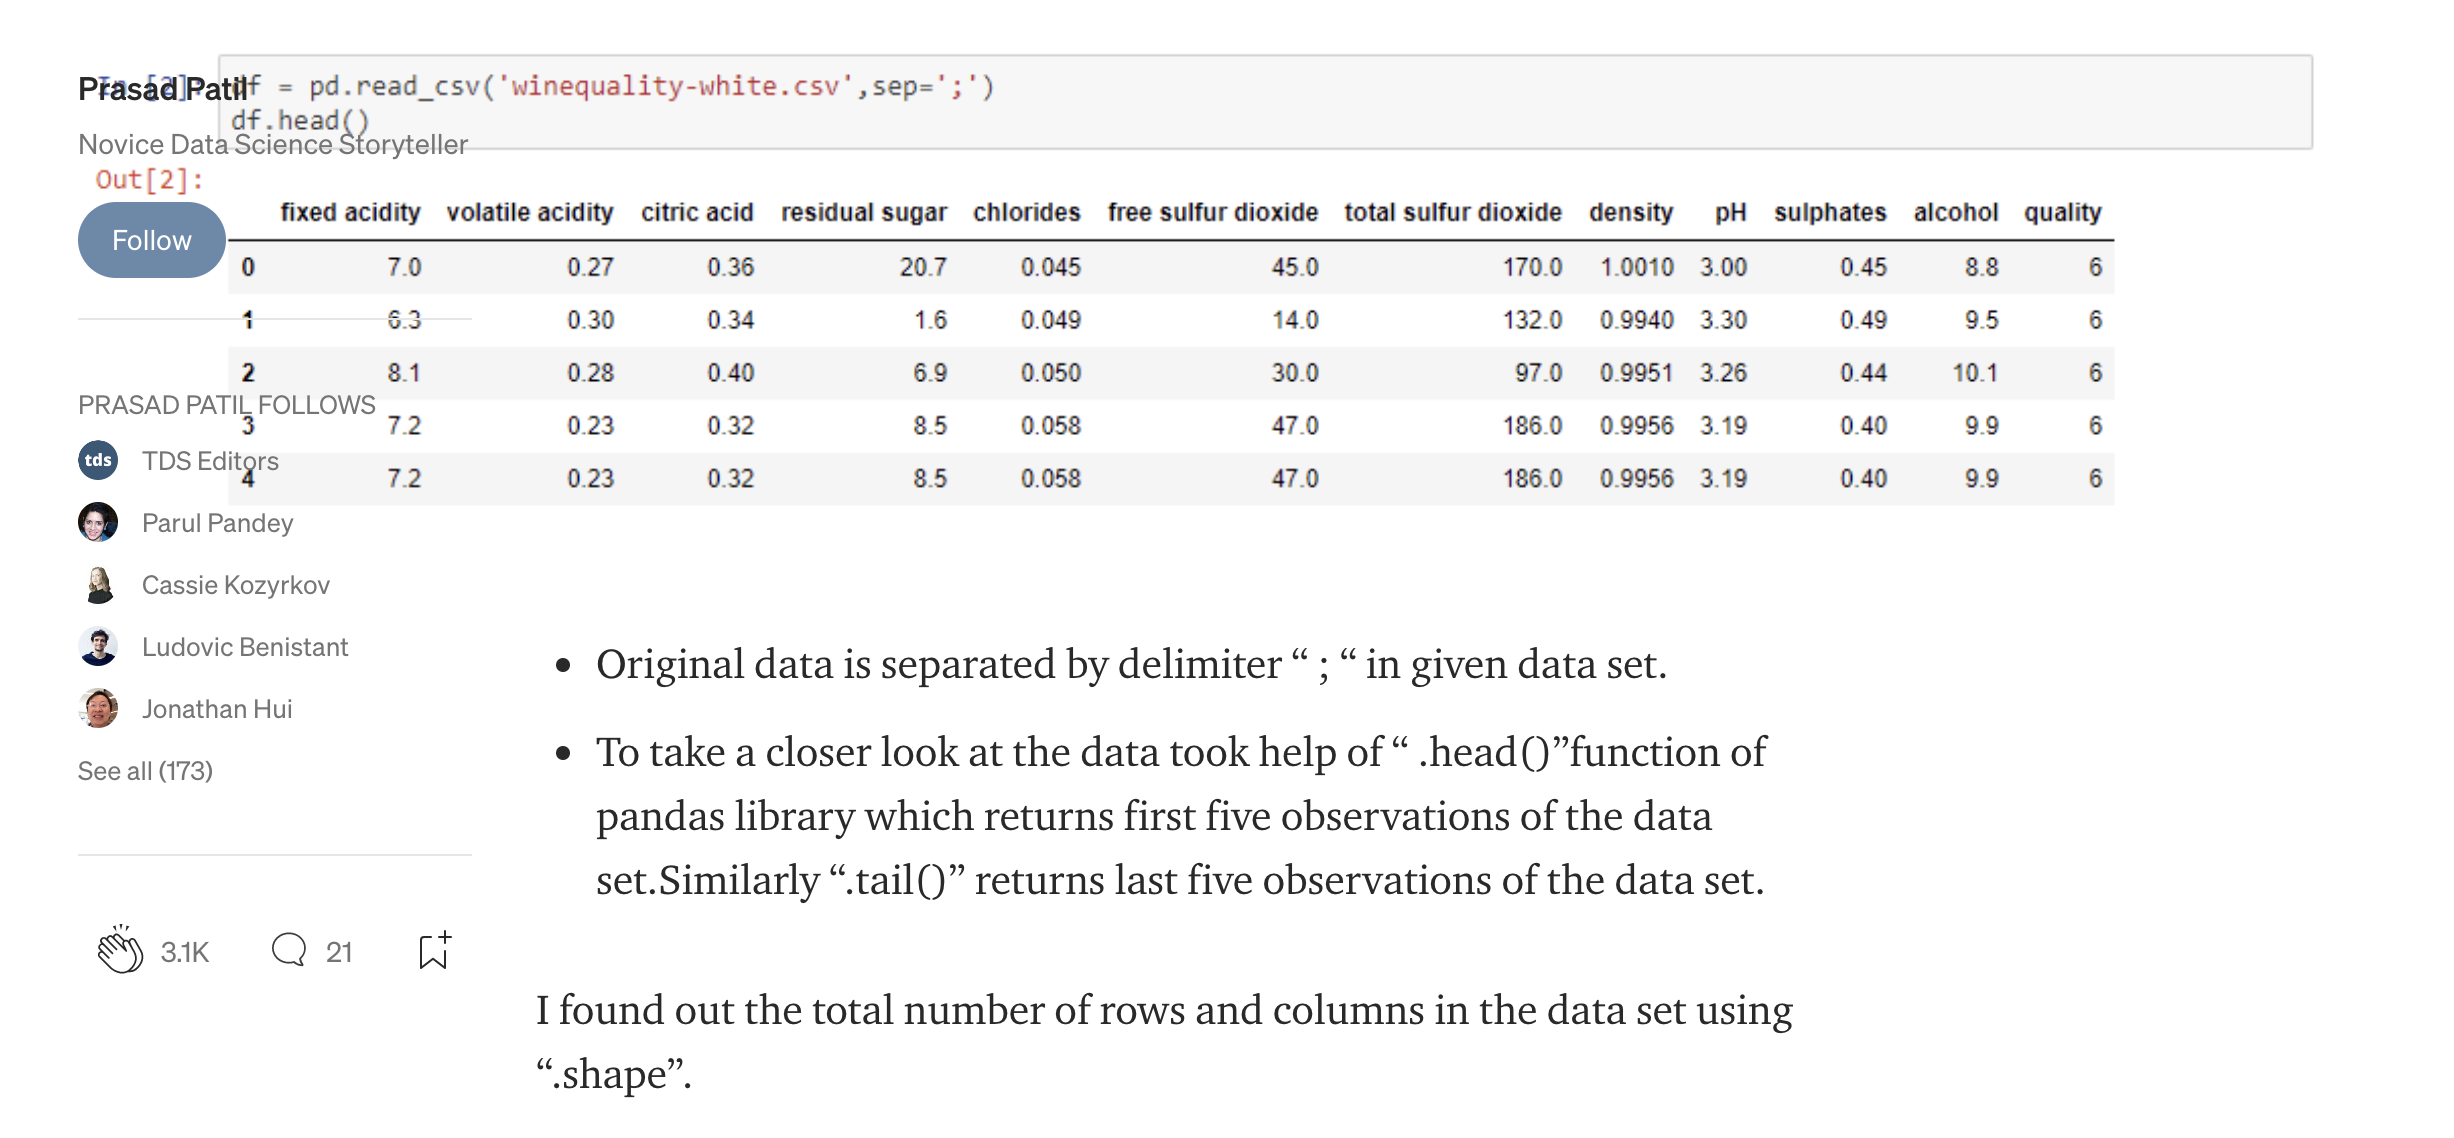 Prasad Patil
Novice Data Science Storyteller
Follow
PRASAD PATIL FOLLOWS
tds TDS Editors
Parul Pandey
Cassie Kozyrkov
Ludovic Benistant
Jonathan Hui
See all (173)
3.1K 21
In [2]: df = pd.read_csv('winequality-white.csv',sep=';')
df.head()
Out[2]:
fixed acidity volatile acidity citric acid residual sugar chlorides free sulfur dioxide total sulfur dioxide density pH sulphates alcohol quality
0 7.0 0.27 0.36 20.7 0.045 45.0 170.0 1.0010 3.00 0.45 8.8 6
1 6.3 0.30 0.34 1.6 0.049 14.0 132.0 0.9940 3.30 0.49 9.5 6
2 8.1 0.28 0.40 6.9 0.050 30.0 97.0 0.9951 3.26 0.44 10.1 6
3 7.2 0.23 0.32 8.5 0.058 47.0 186.0 0.9956 3.19 0.40 9.9 6
4 7.2 0.23 0.32 8.5 0.058 47.0 186.0 0.9956 3.19 0.40 9.9 6
• Original data is separated by delimiter “ ; “ in given data set.
• To take a closer look at the data took help of “ .head()”function of
pandas library which returns first five observations of the data
set.Similarly “.tail()” returns last five observations of the data set.
I found out the total number of rows and columns in the data set using
“.shape”.